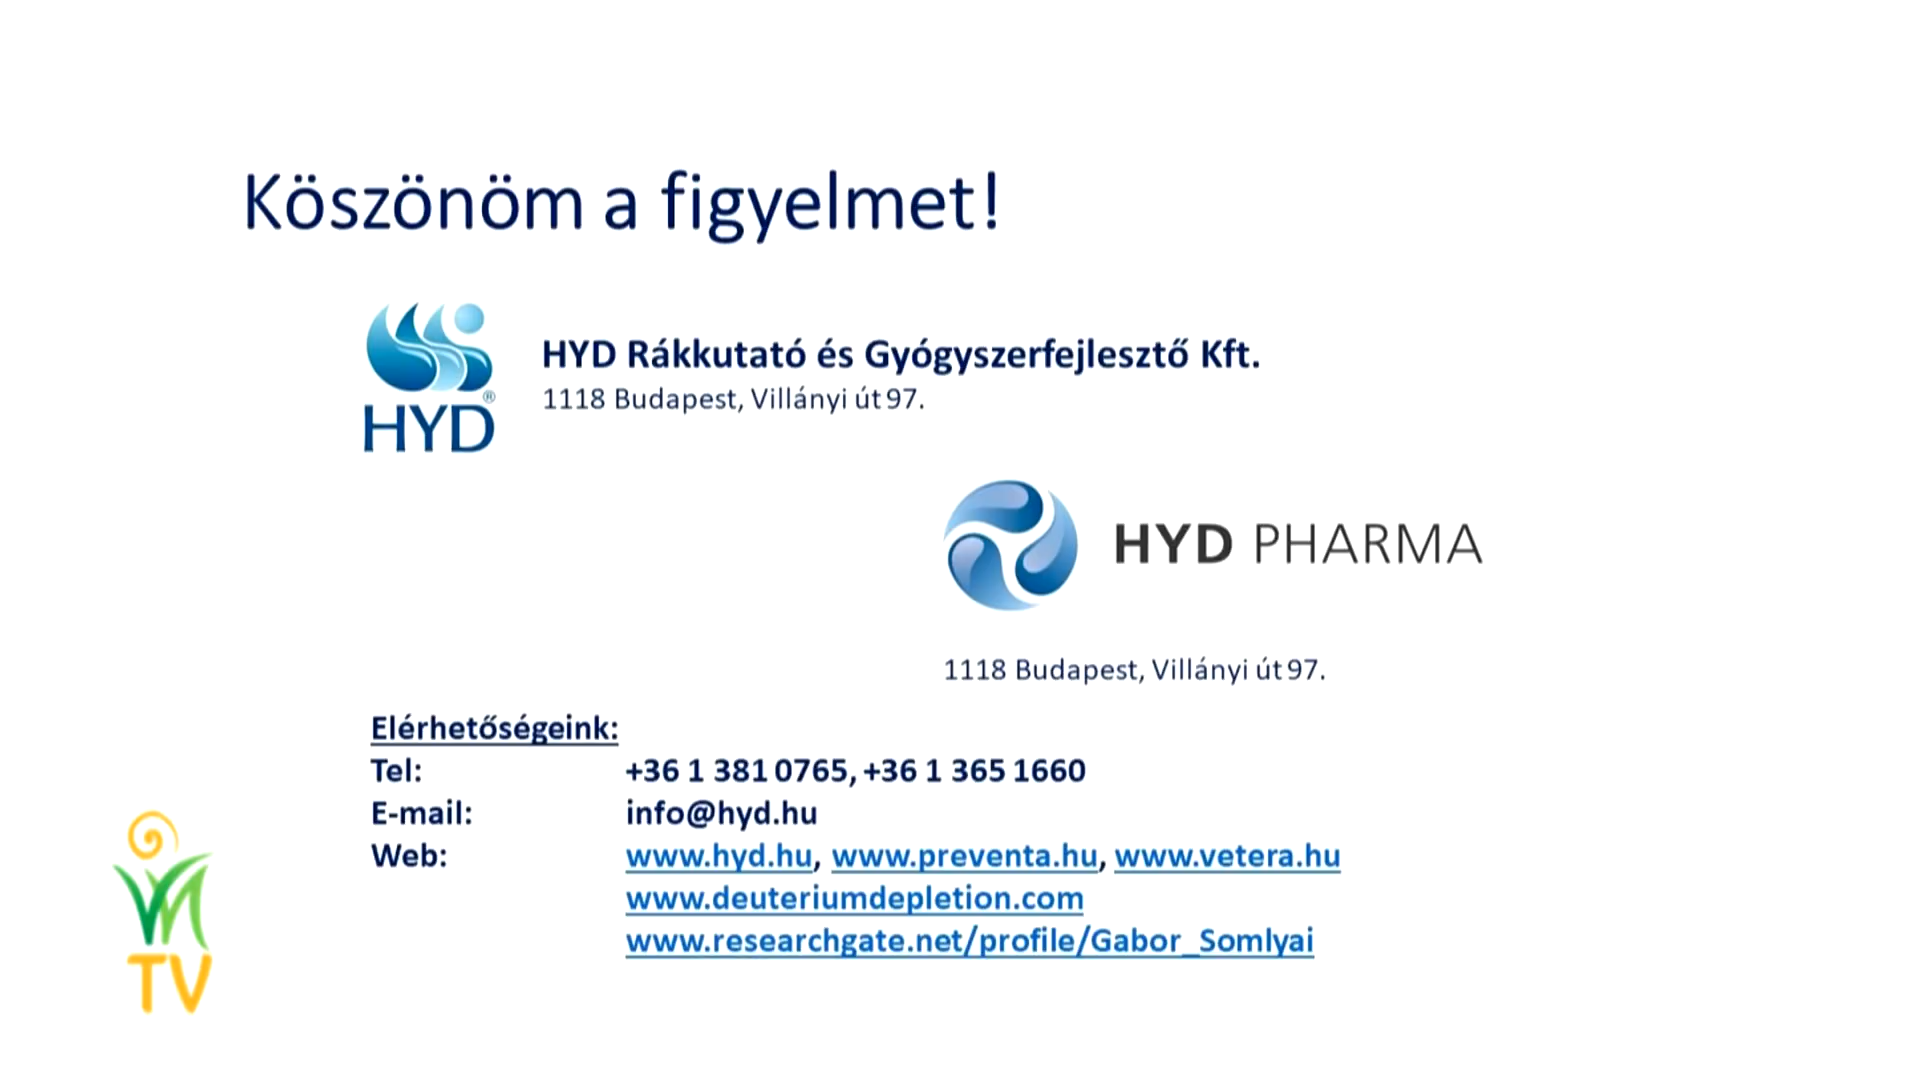 Köszönöm a figyelmet!
HYD®
HYD Rákkutató és Gyógyszerfejlesztő Kft.
1118 Budapest, Villányi út 97.
HYD PHARMA
1118 Budapest, Villányi út 97.
Elérhetőségeink:
Tel: +36 1 381 0765, +36 1 365 1660
E-mail: info@hyd.hu
Web: www.hyd.hu, www.preventa.hu, www.vetera.hu
www.deuteriumdepletion.com
www.researchgate.net/profile/Gabor_Somlyai
TV